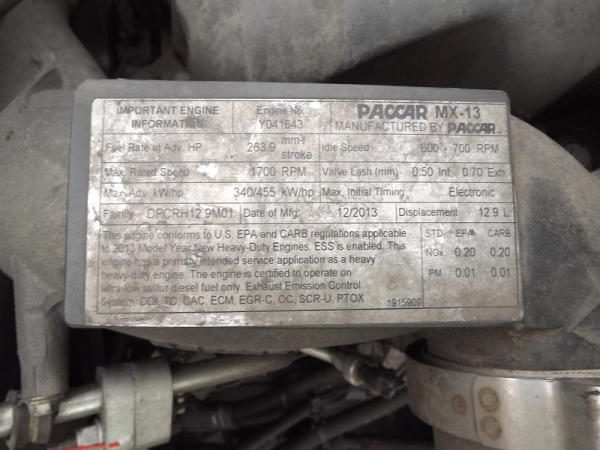 IMPORTANT ENGINE INFORMATION
Engine No.
Y041643
PACCAR MX-13
MANUFACTURED BY PACCAR
Fuel Rate at Adv. HP 263.9 mm³ stroke
Idle Speed 600 - 700 RPM
Max. Rated Speed 1700 RPM
Valve Lash (mm) 0.50 Int. 0.70 Exh
Max. Adv. kW/hp 340/455 kW/hp
Max. Initial Timing Electronic
Family DPCRH12.9M01
Date of Mfg. 12/2013
Displacement 12.9 L
This engine conforms to U.S. EPA and CARB regulations applicable
to 2013 Model Year New Heavy-Duty Engines. ESS is enabled. This
engine has a primary intended service application as a heavy
heavy-duty engine. The engine is certified to operate on
ultra-low sulfur diesel fuel only. Exhaust Emission Control
System: DDI, TC, CAC, ECM, EGR-C, OC, SCR-U, PTOX
1915909
STD EPA CARB
NOx 0.20 0.20
PM 0.01 0.01